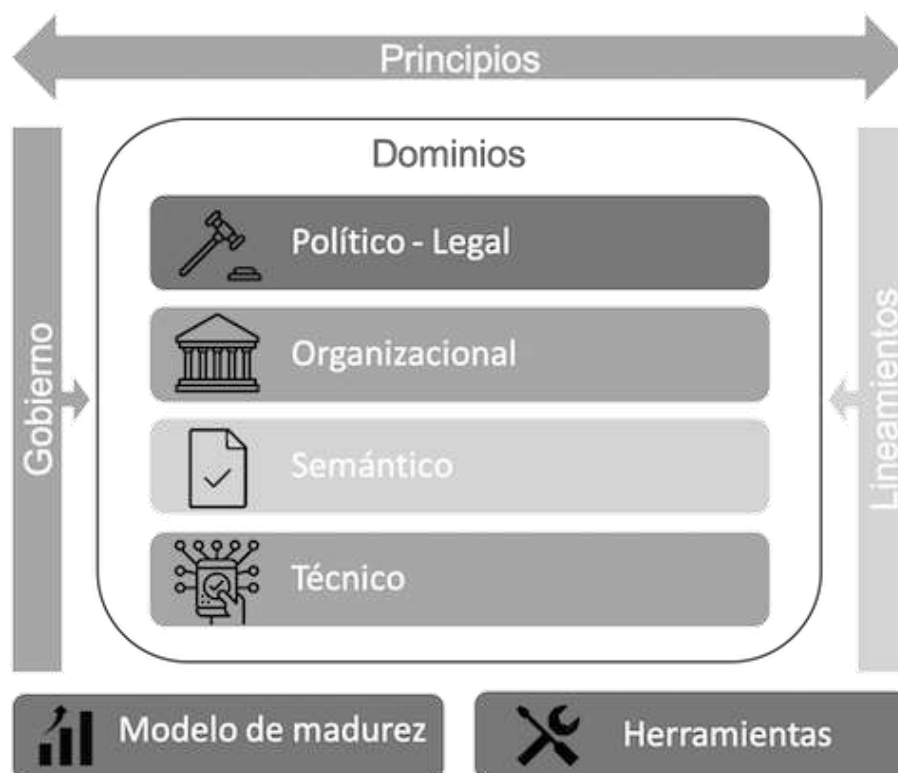 Principios
Dominios
Político - Legal
Organizacional
Semántico
Técnico
Gobierno
Lineamientos
Modelo de madurez
Herramientas